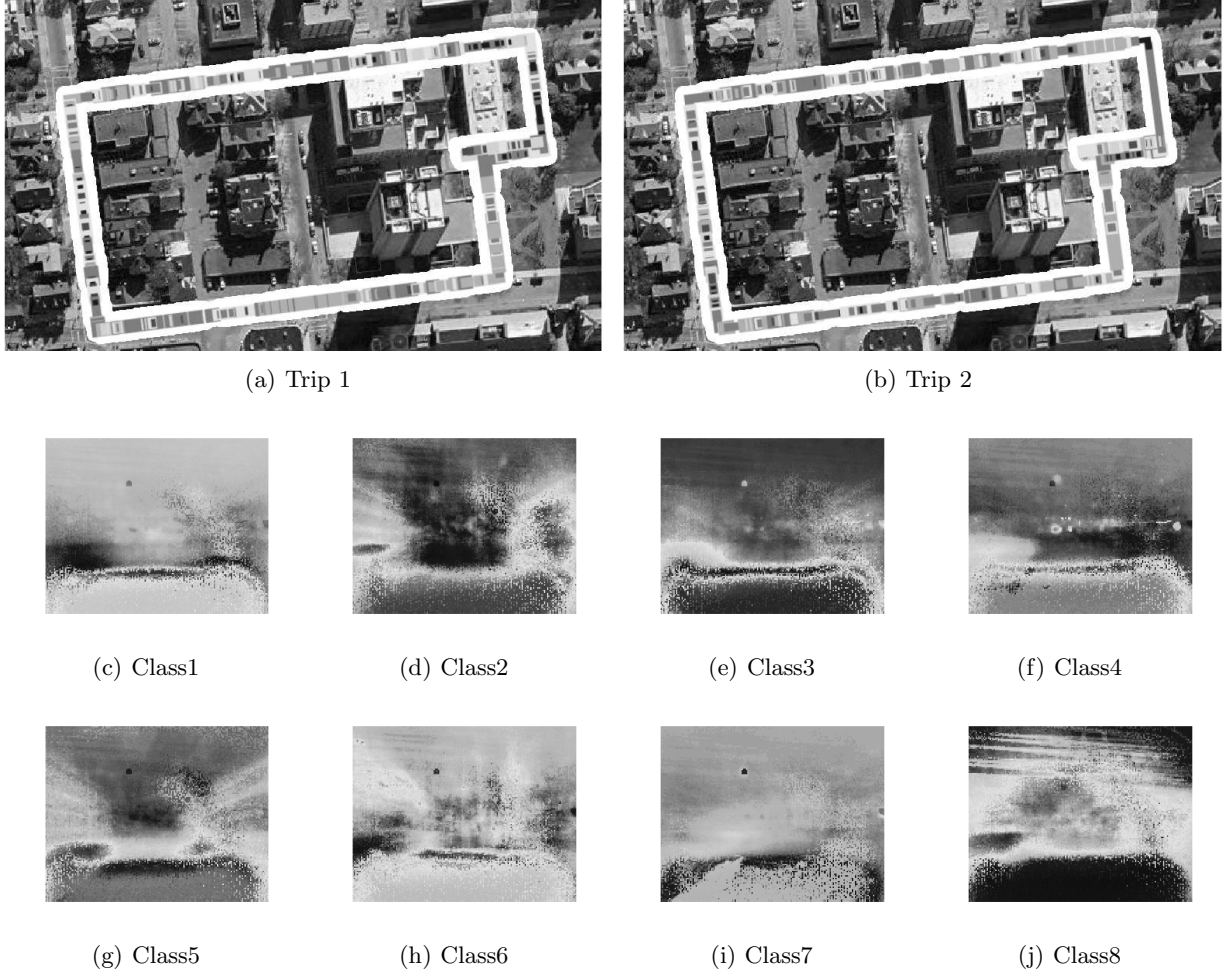 (a) Trip 1
(b) Trip 2
(c) Class1
(d) Class2
(e) Class3
(f) Class4
(g) Class5
(h) Class6
(i) Class7
(j) Class8